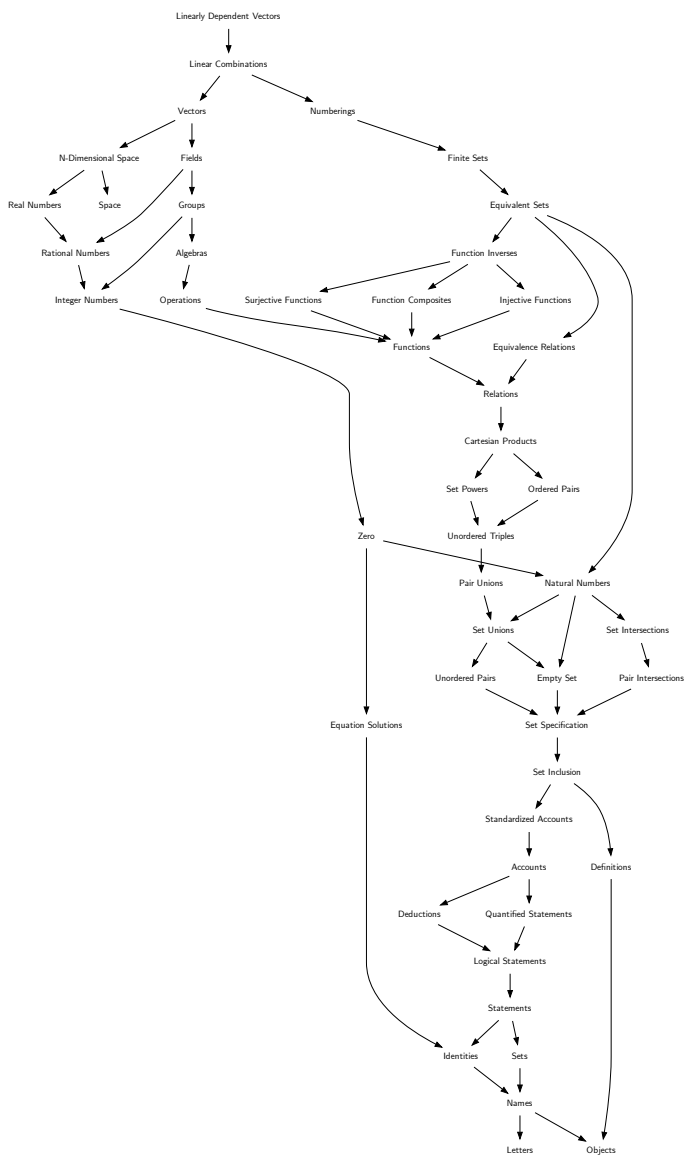 Linearly Dependent Vectors
Linear Combinations
Vectors
Numberings
N-Dimensional Space
Fields
Finite Sets
Real Numbers
Space
Groups
Equivalent Sets
Rational Numbers
Algebras
Function Inverses
Integer Numbers
Operations
Surjective Functions
Function Composites
Injective Functions
Functions
Equivalence Relations
Relations
Cartesian Products
Set Powers
Ordered Pairs
Zero
Unordered Triples
Pair Unions
Natural Numbers
Set Unions
Set Intersections
Unordered Pairs
Empty Set
Pair Intersections
Equation Solutions
Set Specification
Set Inclusion
Standardized Accounts
Accounts
Definitions
Deductions
Quantified Statements
Logical Statements
Statements
Identities
Sets
Names
Letters
Objects